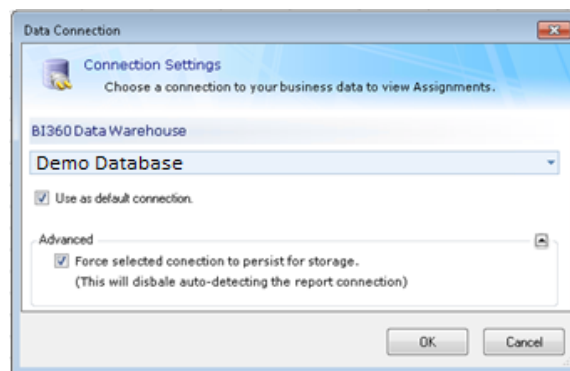 Data Connection
Connection Settings
Choose a connection to your business data to view Assignments.
BI360 Data Warehouse
Demo Database
Use as default connection.
Advanced
Force selected conection to persist for storage.
(This will disbale auto-detecting the report connection)
OK
Cancel